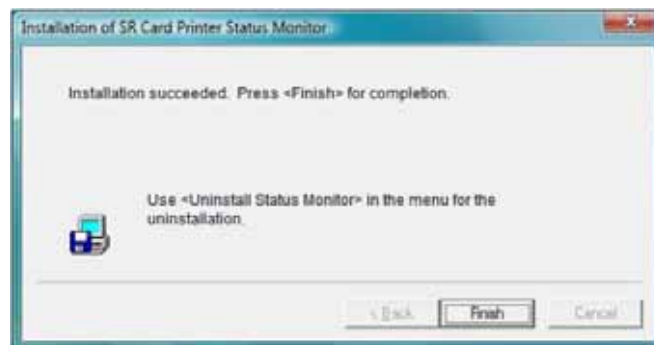 Installation of SR Card Printer Status Monitor
Installation succeeded. Press <Finish> for completion.
Use <Uninstall Status Monitor> in the menu for the
uninstallation.
< Back
Finish
Cancel